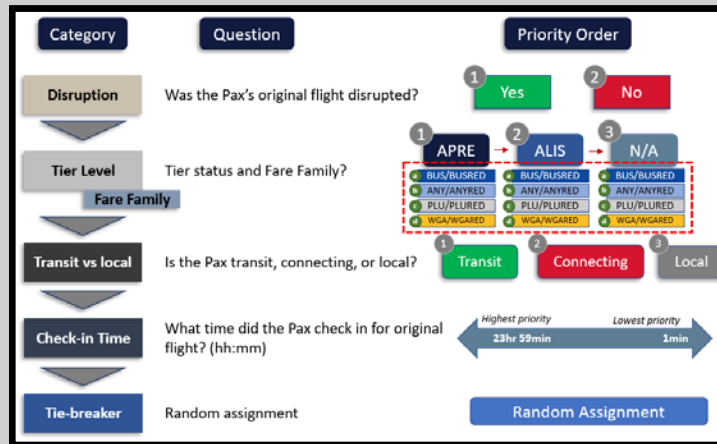 Category Question Priority Order
1 2
Disruption Was the Pax's original flight disrupted? Yes No
1 2 3
APRE ALIS N/A
Tier Level Tier status and Fare Family?
a BUS/BUSRED a BUS/BUSRED a BUS/BUSRED
b ANY/ANYRED b ANY/ANYRED b ANY/ANYRED
Fare Family
c PLU/PLURED c PLU/PLURED c PLU/PLURED
d WGA/WGARED d WGA/WGARED d WGA/WGARED
1 2 3
Transit vs local Is the Pax transit, connecting, or local? Transit Connecting Local
Highest priority Lowest priority
Check-in Time What time did the Pax check in for original
flight? (hh:mm)
23hr 59min 1min
Tie-breaker Random assignment Random Assignment